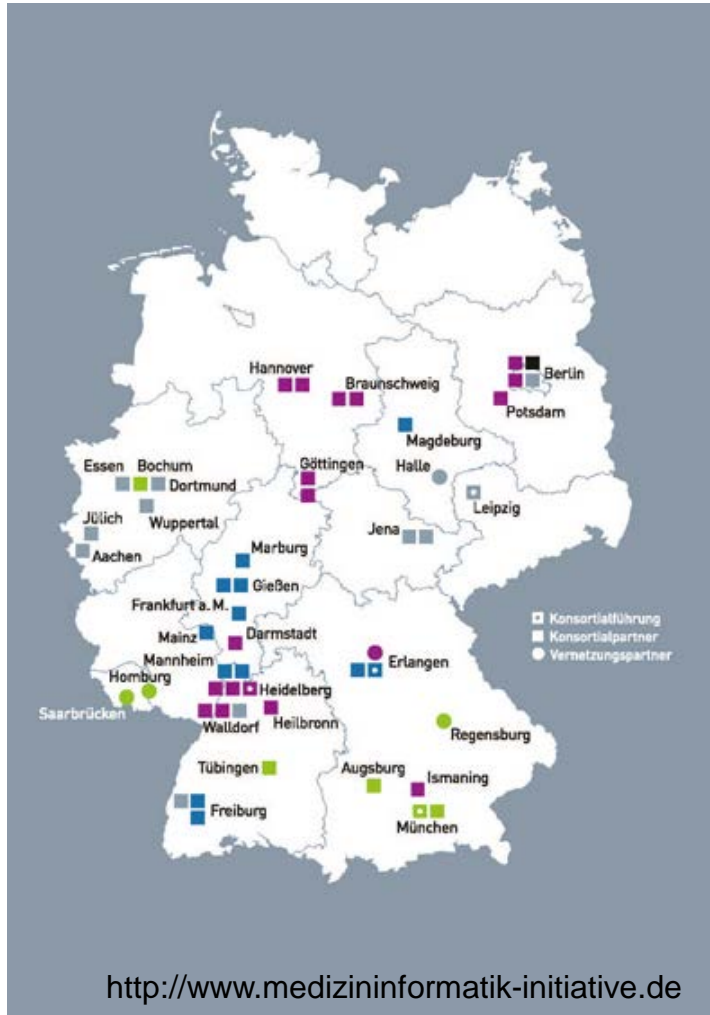 Hannover
Braunschweig
Berlin
Potsdam
Magdeburg
Essen Bochum
Göttingen
Halle
Dortmund
Leipzig
Jülich
Wuppertal
Jena
Aachen
Marburg
Gießen
Frankfurt a. M.
Konsortialführung
Mainz
Darmstadt
Konsortialpartner
Mannheim
Erlangen
Vernetzungspartner
Homburg
Heidelberg
Saarbrücken
Walldorf
Heilbronn
Regensburg
Tübingen
Augsburg
Ismaning
Freiburg
München
http://www.medizininformatik-initiative.de